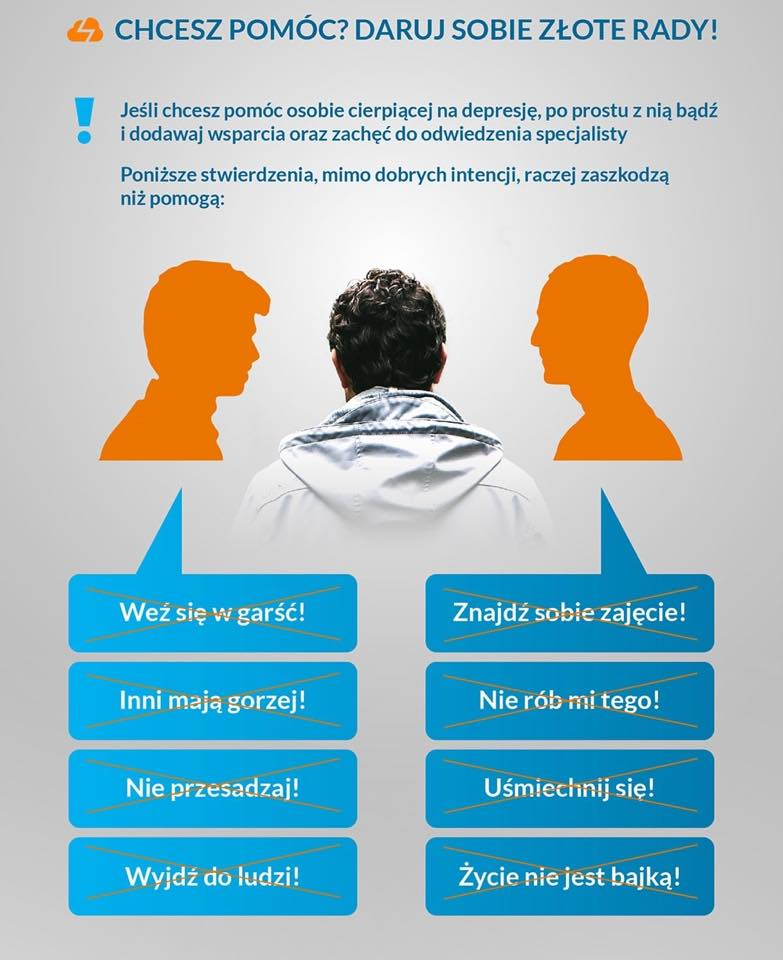 CHCESZ POMÓC? DARUJ SOBIE ZŁOTE RADY!
Jeśli chcesz pomóc osobie cierpiącej na depresję, po prostu z nią bądź
i dodawaj wsparcia oraz zachęć do odwiedzenia specjalisty
Poniższe stwierdzenia, mimo dobrych intencji, raczej zaszkodzą
niż pomogą:
Weź się w garść!
Inni mają gorzej!
Nie przesadzaj!
Wyjdź do ludzi!
Znajdź sobie zajęcie!
Nie rób mi tego!
Uśmiechnij się!
Życie nie jest bajką!